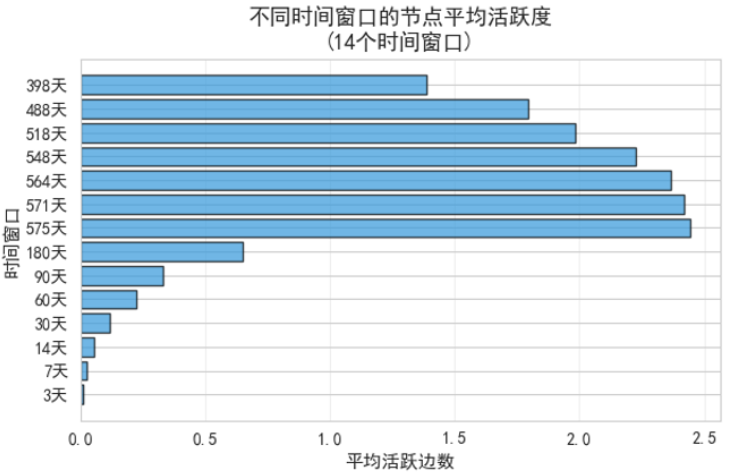 不同时间窗口的节点平均活跃度
(14个时间窗口)
时间窗口
398天
488天
518天
548天
564天
571天
575天
180天
90天
60天
30天
14天
7天
3天
0.0 0.5 1.0 1.5 2.0 2.5
平均活跃边数